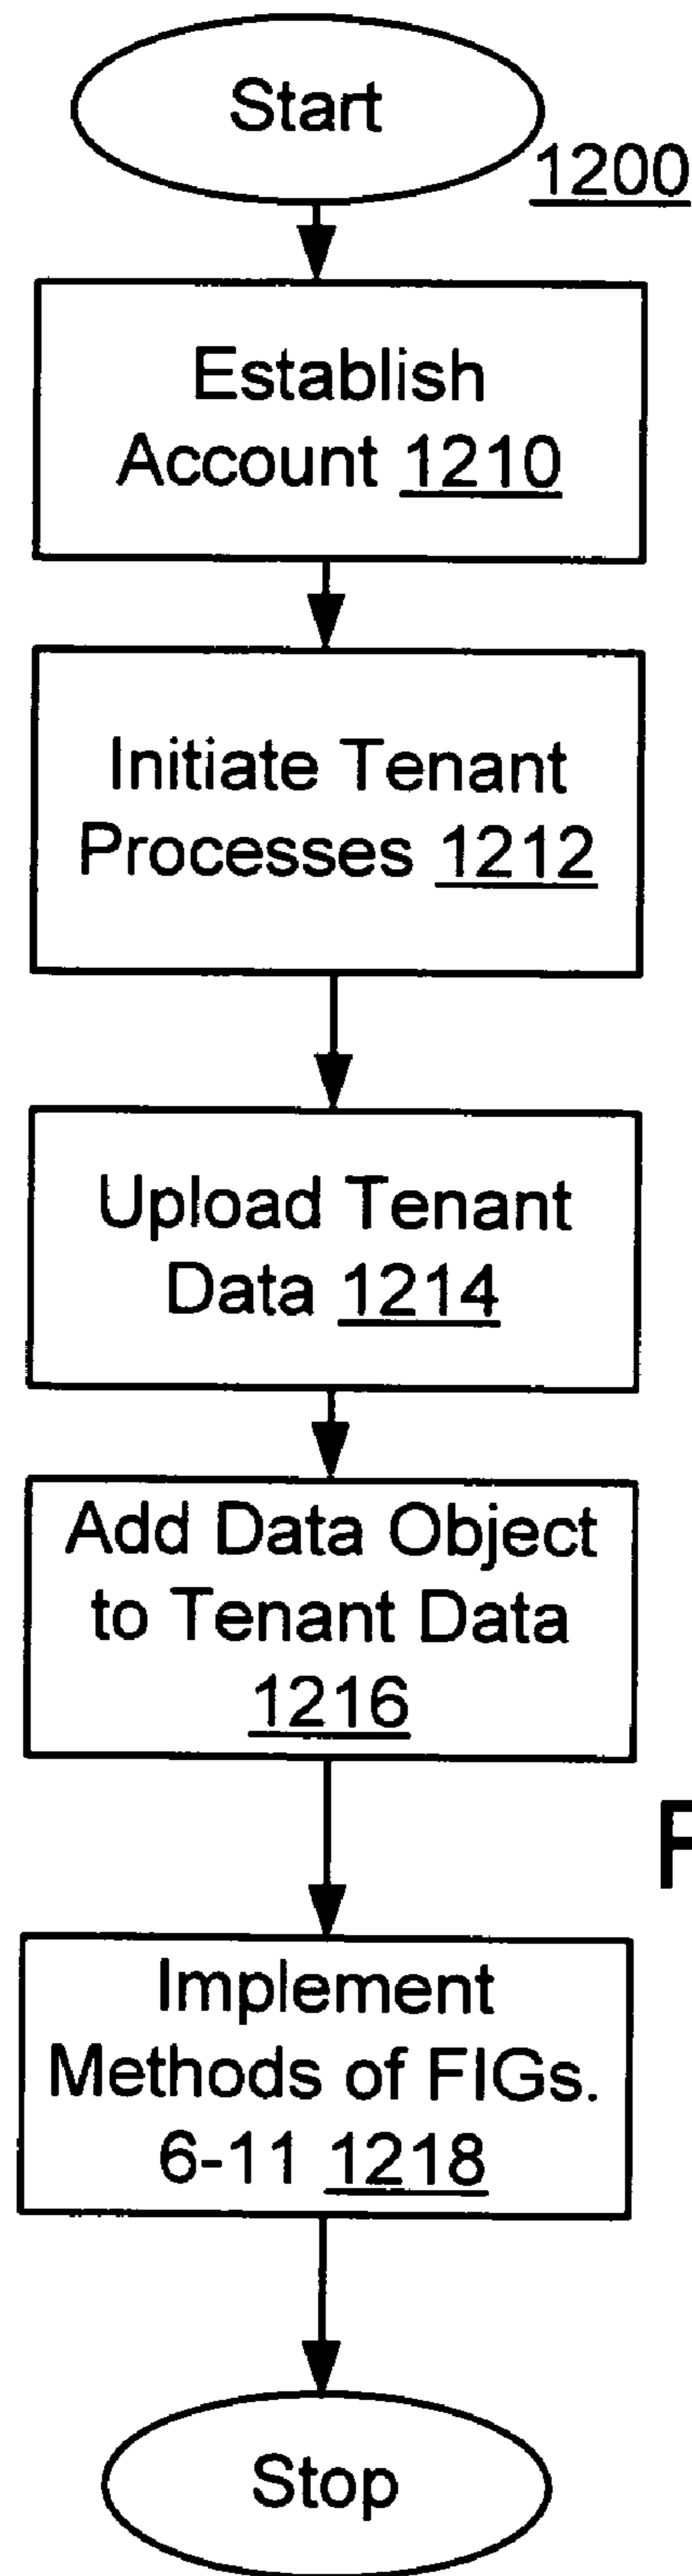 Start
1200
Establish
Account 1210
Initiate Tenant
Processes 1212
Upload Tenant
Data 1214
Add Data Object
to Tenant Data
1216
Implement
Methods of FIGs.
6-11 1218
Stop